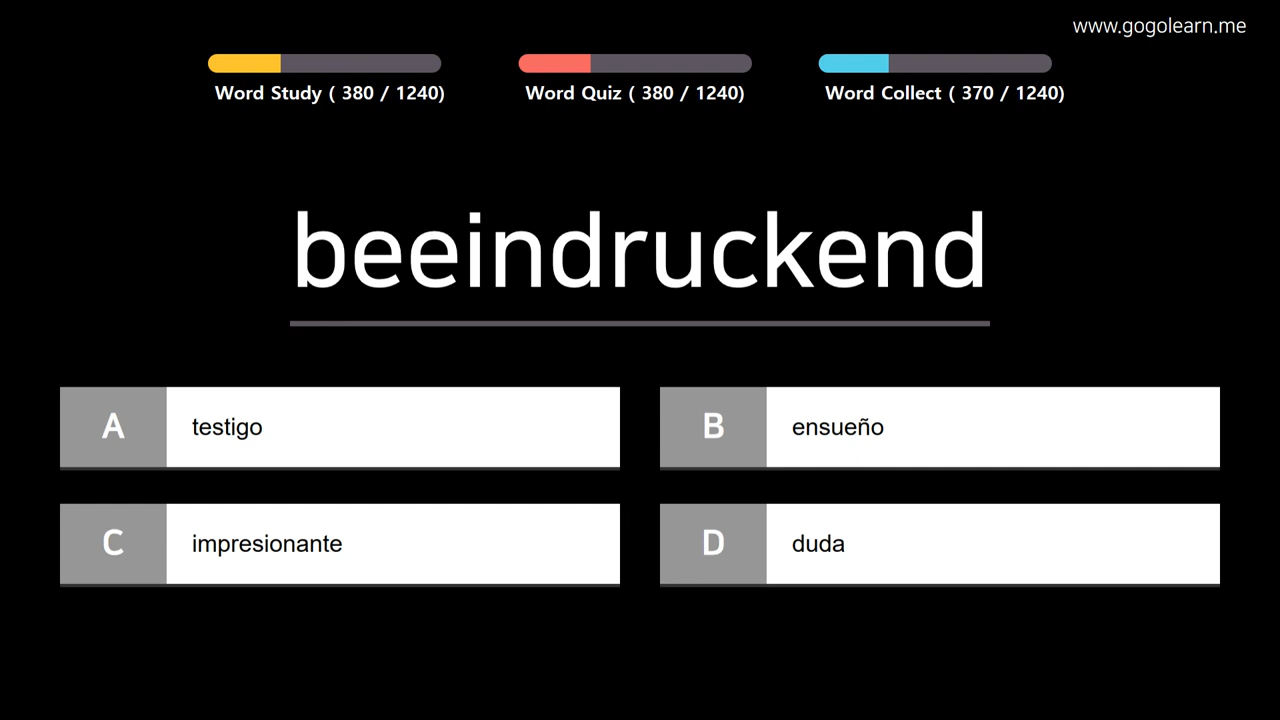 www.gogolearn.me
Word Study ( 380 / 1240)
Word Quiz ( 380 / 1240)
Word Collect ( 370 / 1240)
beeindruckend
A testigo
B ensueño
C impresionante
D duda